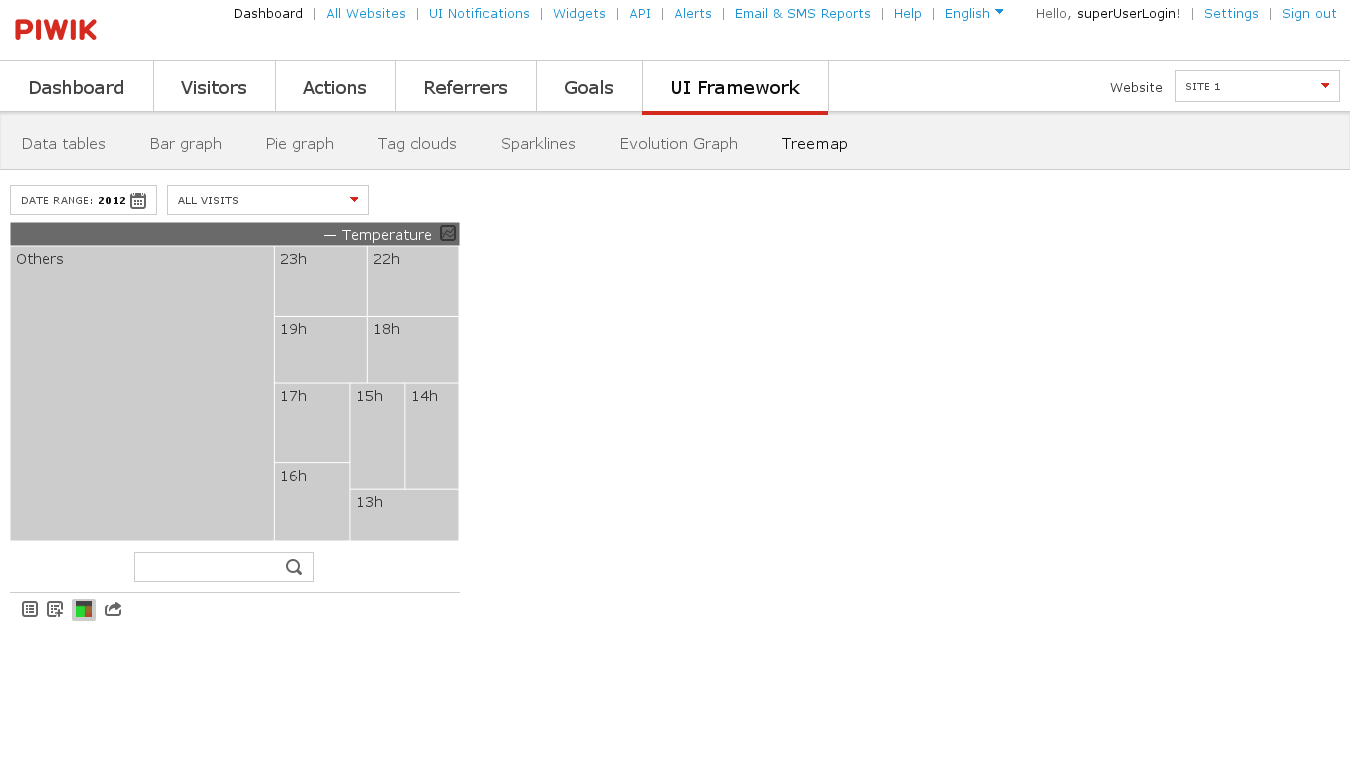 PIWIK
Dashboard | All Websites | UI Notifications | Widgets | API | Alerts | Email & SMS Reports | Help | English
Hello, superUserLogin! | Settings | Sign out
Dashboard Visitors Actions Referrers Goals UI Framework
Website SITE 1
Data tables Bar graph Pie graph Tag clouds Sparklines Evolution Graph Treemap
DATE RANGE: 2012 ALL VISITS
— Temperature
Others 23h 22h
19h 18h
17h 15h 14h
16h
13h